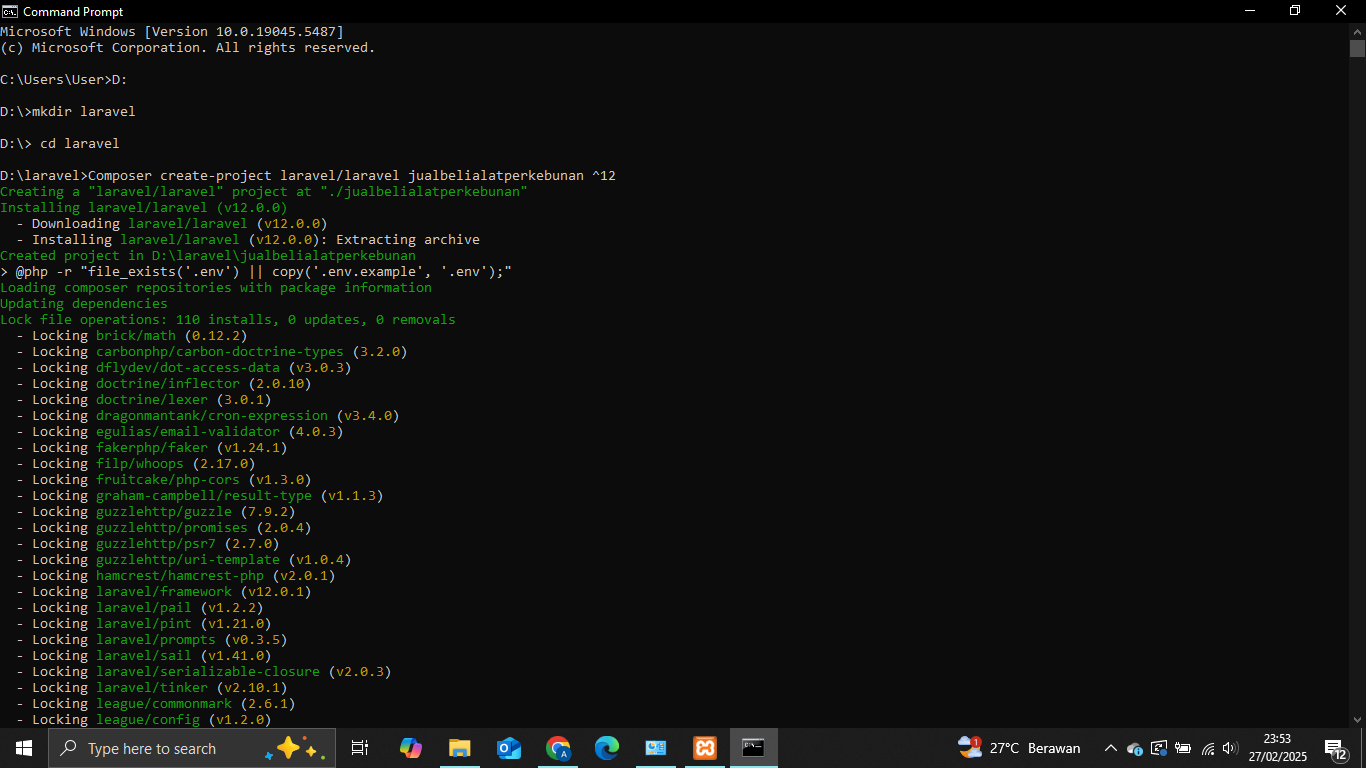 Command Prompt
Microsoft Windows [Version 10.0.19045.5487]
(c) Microsoft Corporation. All rights reserved.
C:\Users\User>D:
D:\>mkdir laravel
D:\> cd laravel
D:\laravel>Composer create-project laravel/laravel jualbelialatperkebunan ^12
Creating a "laravel/laravel" project at "./jualbelialatperkebunan"
Installing laravel/laravel (v12.0.0)
- Downloading laravel/laravel (v12.0.0)
- Installing laravel/laravel (v12.0.0): Extracting archive
Created project in D:\laravel\jualbelialatperkebunan
> @php -r "file_exists('.env') || copy('.env.example', '.env');"
Loading composer repositories with package information
Updating dependencies
Lock file operations: 110 installs, 0 updates, 0 removals
- Locking brick/math (0.12.2)
- Locking carbonphp/carbon-doctrine-types (3.2.0)
- Locking dflydev/dot-access-data (v3.0.3)
- Locking doctrine/inflector (2.0.10)
- Locking doctrine/lexer (3.0.1)
- Locking dragonmantank/cron-expression (v3.4.0)
- Locking egulias/email-validator (4.0.3)
- Locking fakerphp/faker (v1.24.1)
- Locking filp/whoops (2.17.0)
- Locking fruitcake/php-cors (v1.3.0)
- Locking graham-campbell/result-type (v1.1.3)
- Locking guzzlehttp/guzzle (7.9.2)
- Locking guzzlehttp/promises (2.0.4)
- Locking guzzlehttp/psr7 (2.7.0)
- Locking guzzlehttp/uri-template (v1.0.4)
- Locking hamcrest/hamcrest-php (v2.0.1)
- Locking laravel/framework (v12.0.1)
- Locking laravel/pail (v1.2.2)
- Locking laravel/pint (v1.21.0)
- Locking laravel/prompts (v0.3.5)
- Locking laravel/sail (v1.41.0)
- Locking laravel/serializable-closure (v2.0.3)
- Locking laravel/tinker (v2.10.1)
- Locking league/commonmark (2.6.1)
- Locking league/config (v1.2.0)
Type here to search
A
1
27°C Berawan
23:53
27/02/2025
12